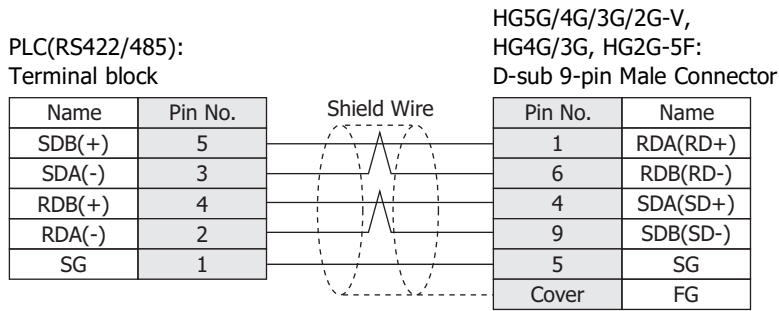 HG5G/4G/3G/2G-V,
PLC(RS422/485): HG4G/3G, HG2G-5F:
Terminal block D-sub 9-pin Male Connector
Name Pin No. Shield Wire Pin No. Name
SDB(+) 5 1 RDA(RD+)
SDA(-) 3 6 RDB(RD-)
RDB(+) 4 4 SDA(SD+)
RDA(-) 2 9 SDB(SD-)
SG 1 5 SG
Cover FG